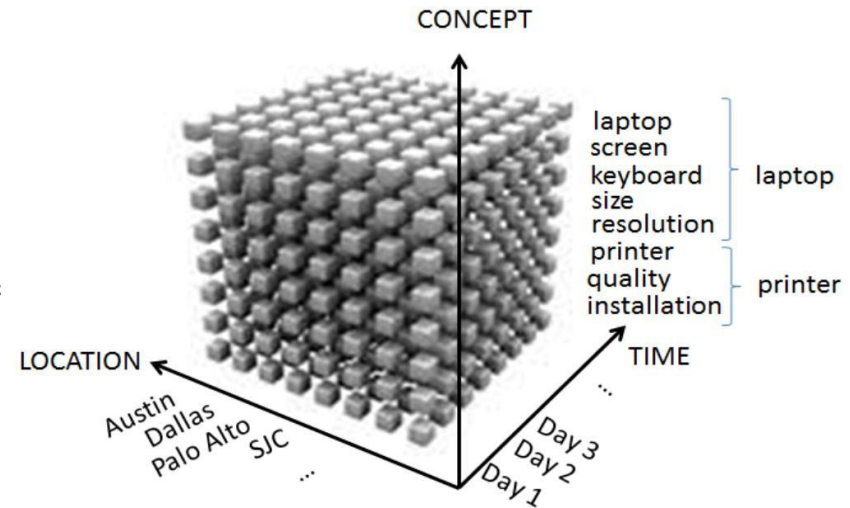 CONCEPT
laptop
screen
keyboard
size
resolution
laptop
printer
quality
installation
printer
LOCATION
TIME
Austin
Dallas
Palo Alto
SJC
...
...
Day 3
Day 2
Day 1